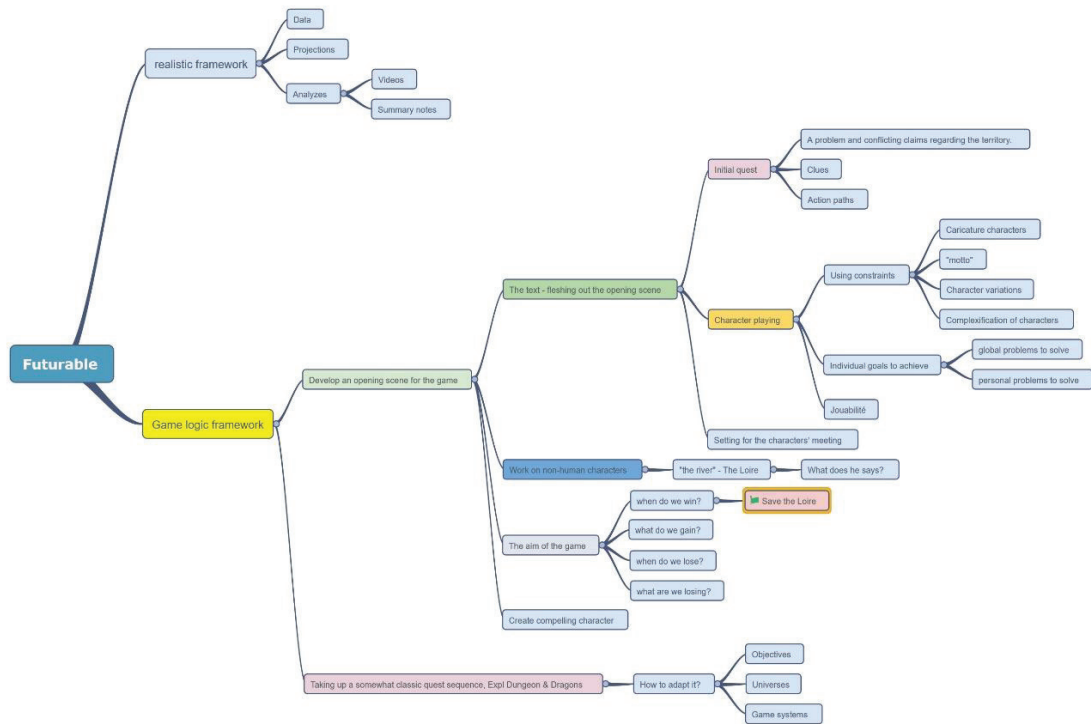 Futurable
realistic framework
Data
Projections
Analyzes
Videos
Summary notes
Game logic framework
Develop an opening scene for the game
The text - fleshing out the opening scene
Initial quest
A problem and conflicting claims regarding the territory.
Clues
Action paths
Character playing
Using constraints
Caricature characters
"motto"
Character variations
Complexification of characters
Individual goals to achieve
global problems to solve
personal problems to solve
Jouabilité
Setting for the characters' meeting
Work on non-human characters
"the river" - The Loire
What does he says?
The aim of the game
when do we win?
Save the Loire
what do we gain?
when do we lose?
what are we losing?
Create compelling character
Taking up a somewhat classic quest sequence, Expl Dungeon & Dragons
How to adapt it?
Objectives
Universes
Game systems